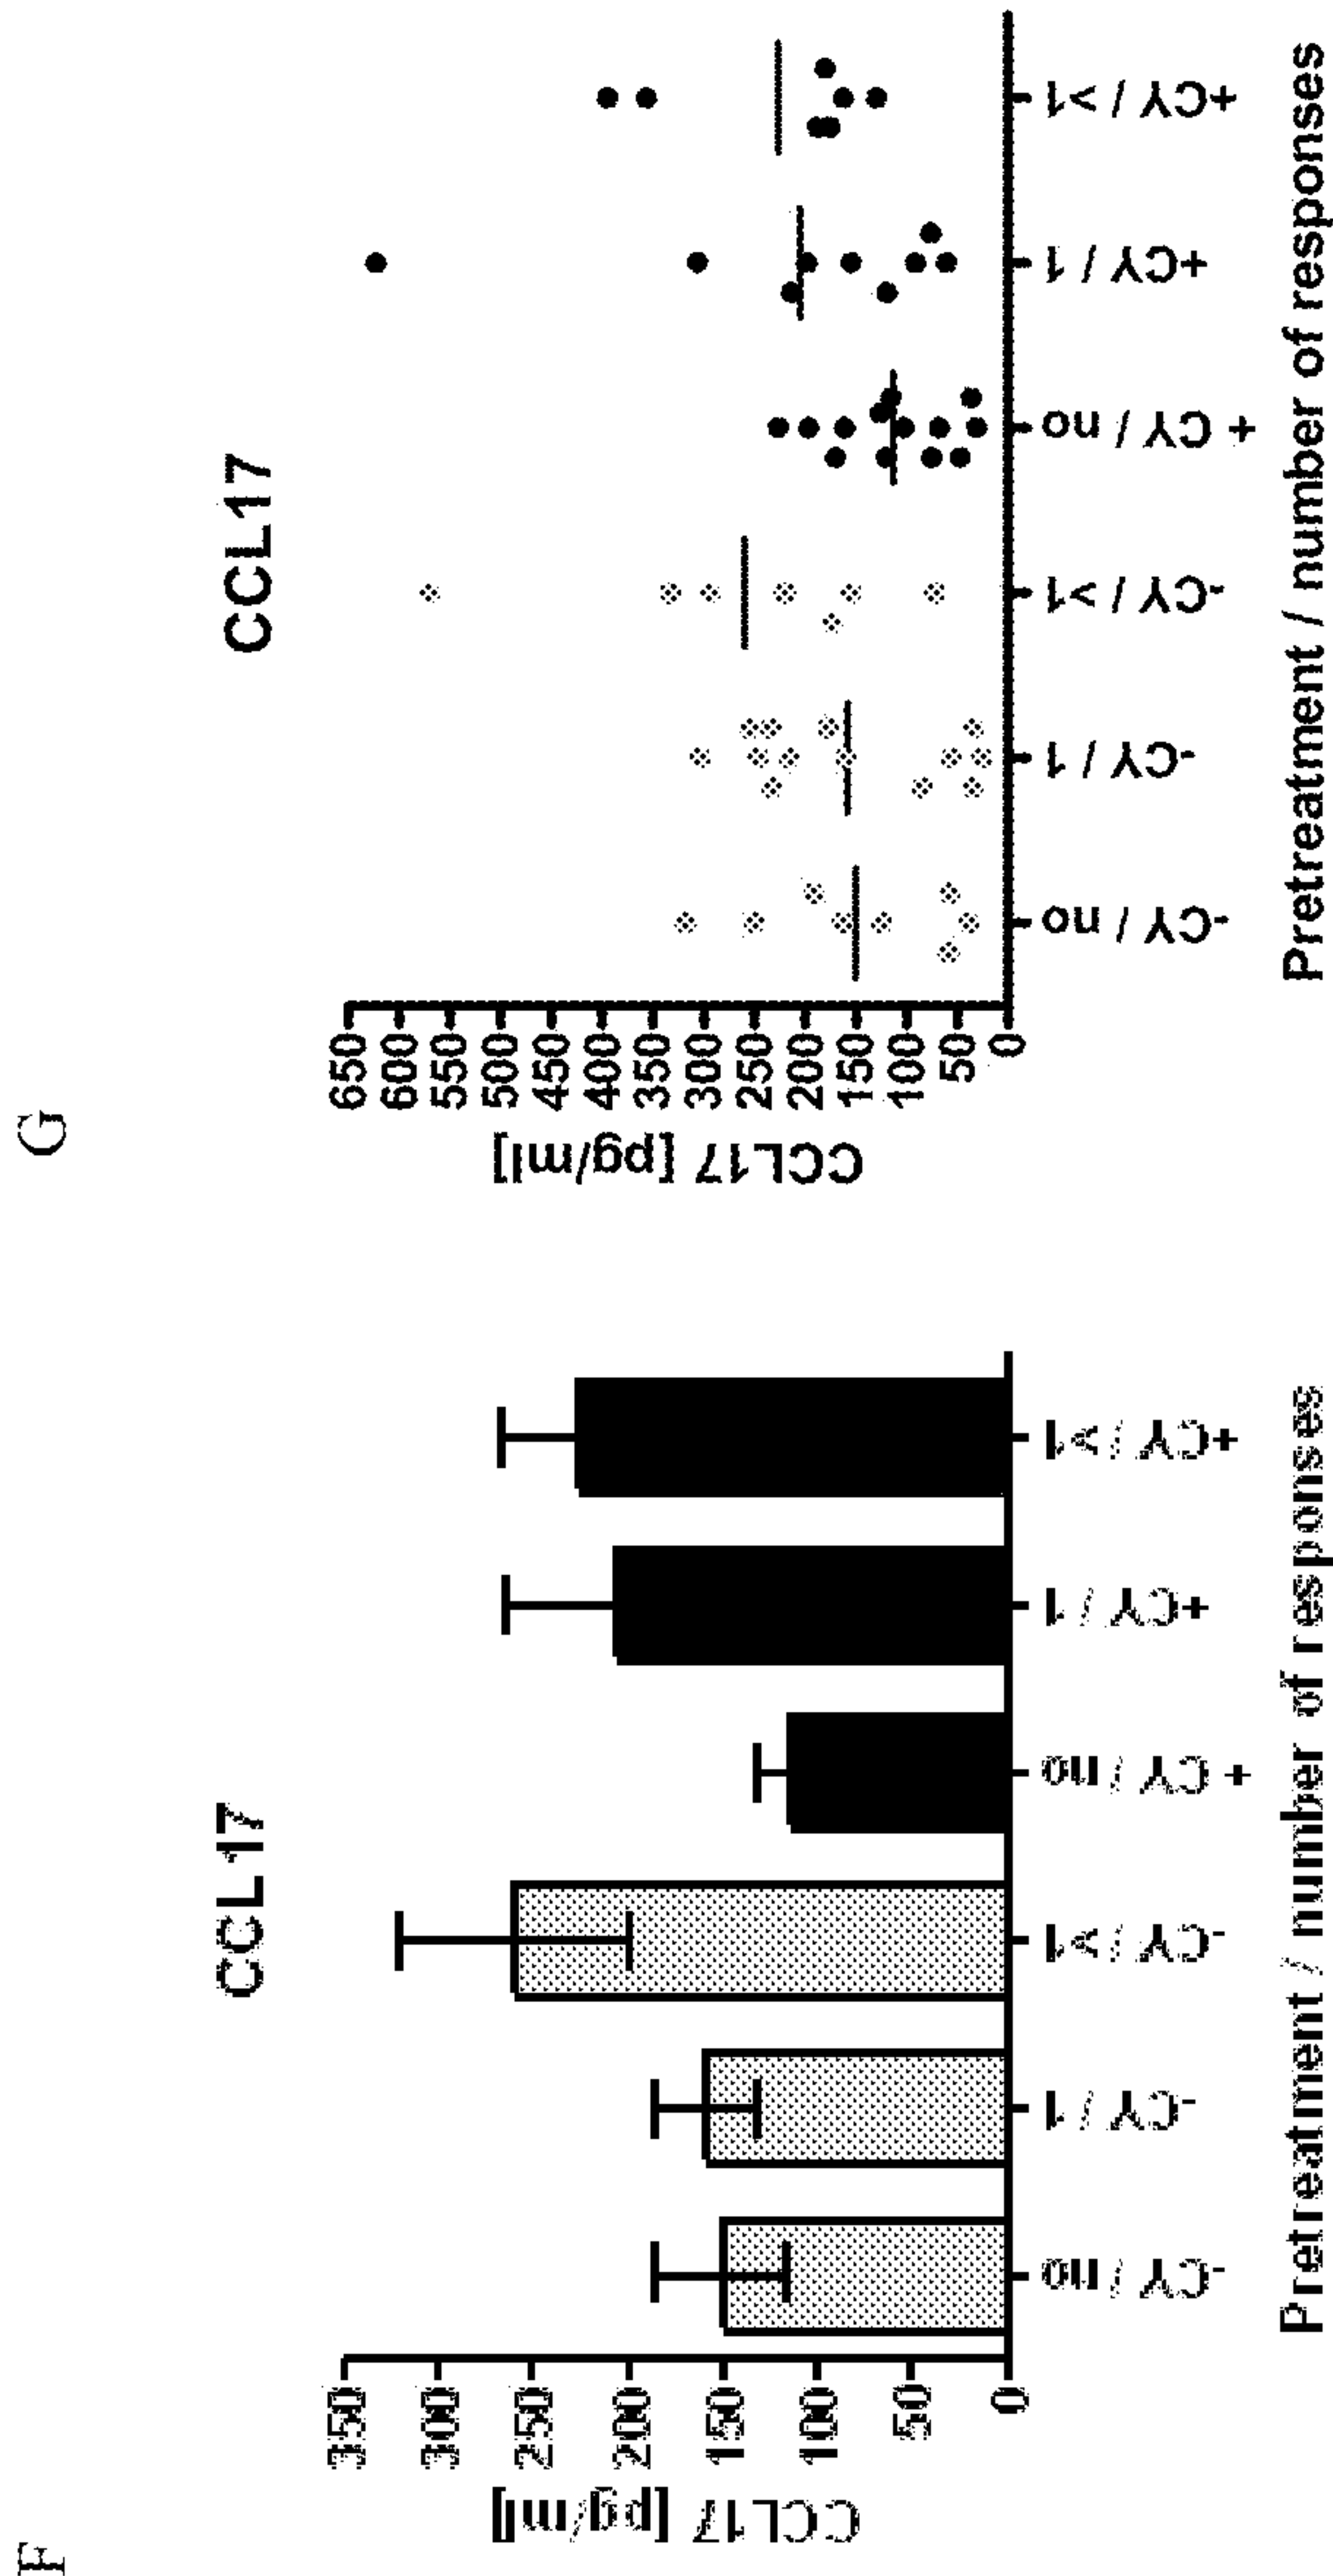 F
CCL17
CCL17 [pg/ml]
350
300
250
200
150
100
50
0
-CY / no
-CY / 1
-CY / >1
+ CY / no
+CY / 1
+CY / >1
Pretreatment / number of responses
G
CCL17
CCL17 [pg/ml]
650
600
550
500
450
400
350
300
250
200
150
100
50
0
-CY / no
-CY / 1
-CY / >1
+ CY / no
+CY / 1
+CY / >1
Pretreatment / number of responses